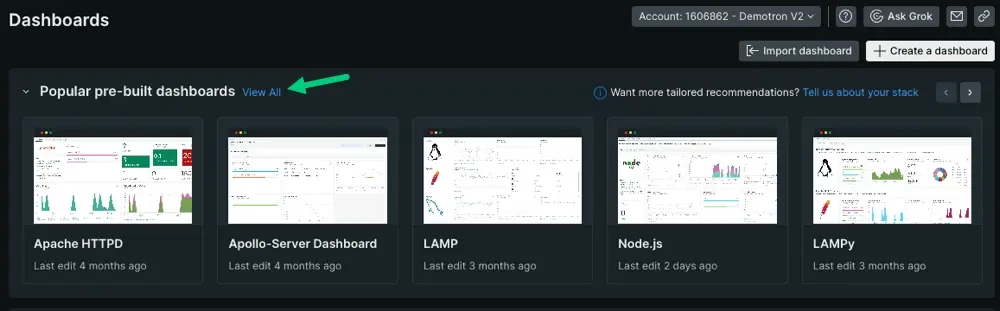 Dashboards
Account: 1606862 - Demotron V2
Ask Grok
Import dashboard
Create a dashboard
Popular pre-built dashboards View All
Want more tailored recommendations? Tell us about your stack
Apache HTTPD
Last edit 4 months ago
Apollo-Server Dashboard
Last edit 4 months ago
LAMP
Last edit 3 months ago
Node.js
Last edit 2 days ago
LAMPy
Last edit 3 months ago